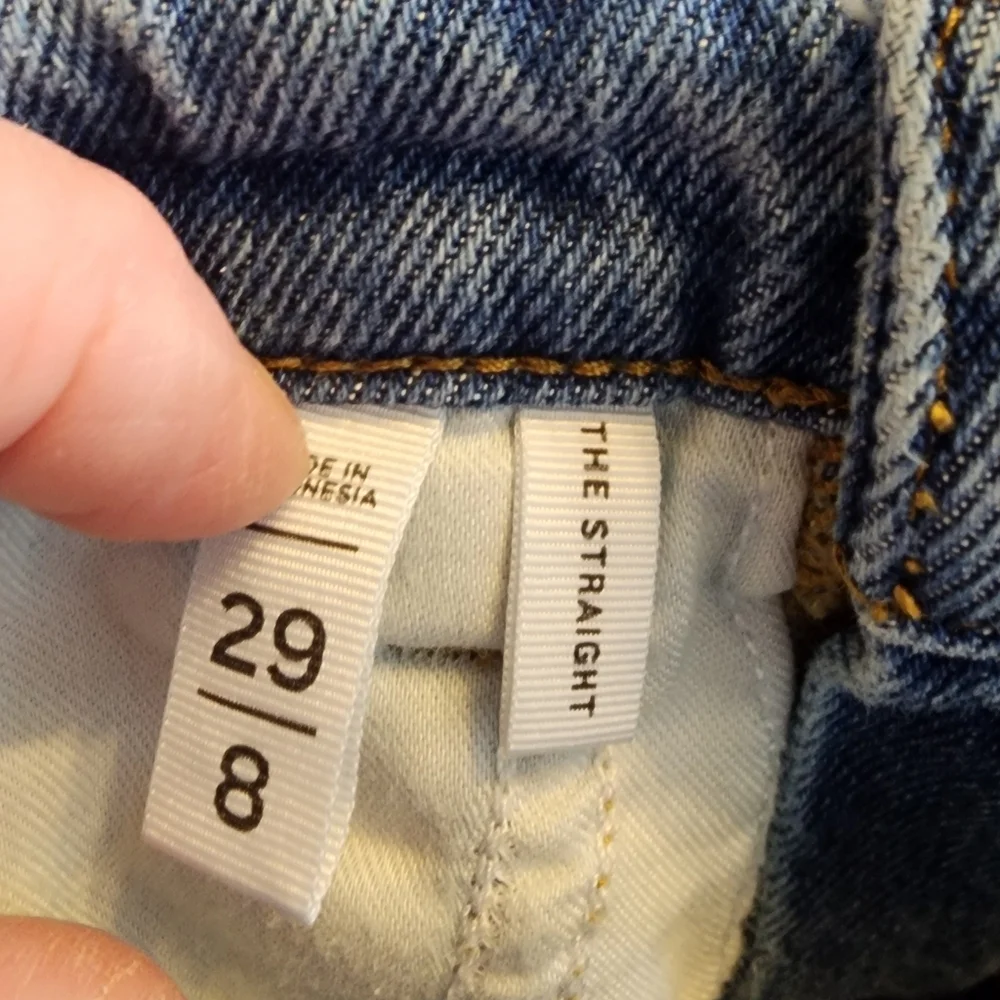 DE IN
NESIA
29
8
THE STRAIGHT